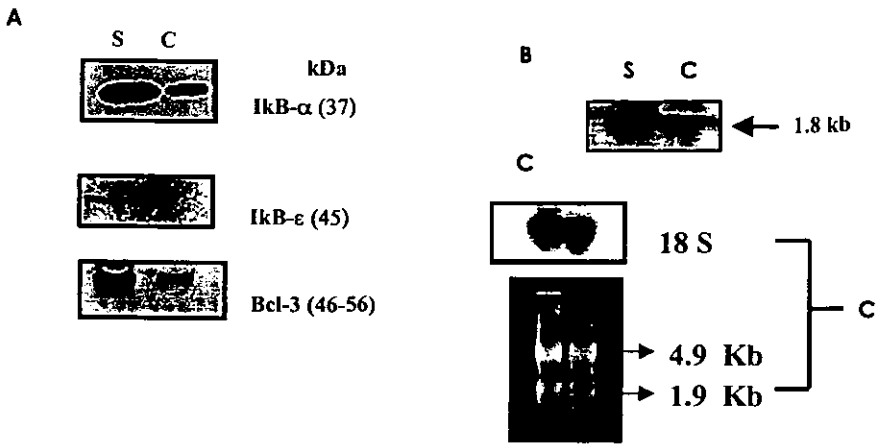 A
S C
kDa
IkB-α (37)
IkB-ε (45)
Bcl-3 (46-56)
B
S C
1.8 kb
C
18 S
C
4.9 Kb
1.9 Kb